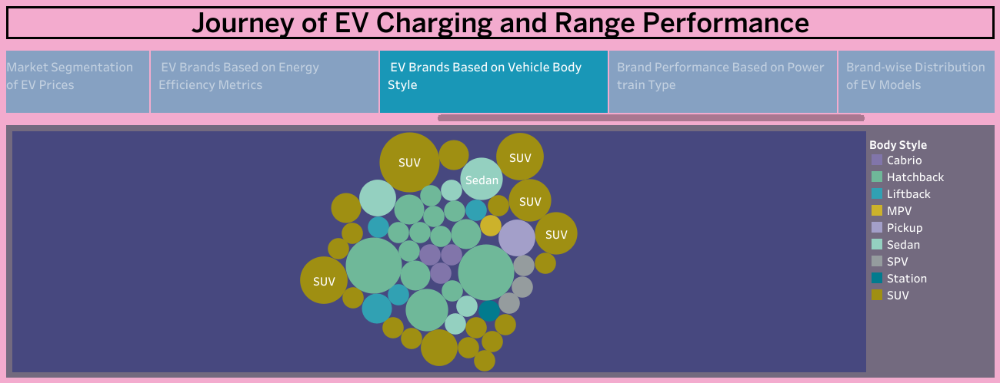 Journey of EV Charging and Range Performance
Market Segmentation
of EV Prices
EV Brands Based on Energy
Efficiency Metrics
EV Brands Based on Vehicle Body
Style
Brand Performance Based on Power
train Type
Brand-wise Distribution
of EV Models
SUV
SUV
Sedan
SUV
SUV
SUV
Body Style
Cabrio
Hatchback
Liftback
MPV
Pickup
Sedan
SPV
Station
SUV